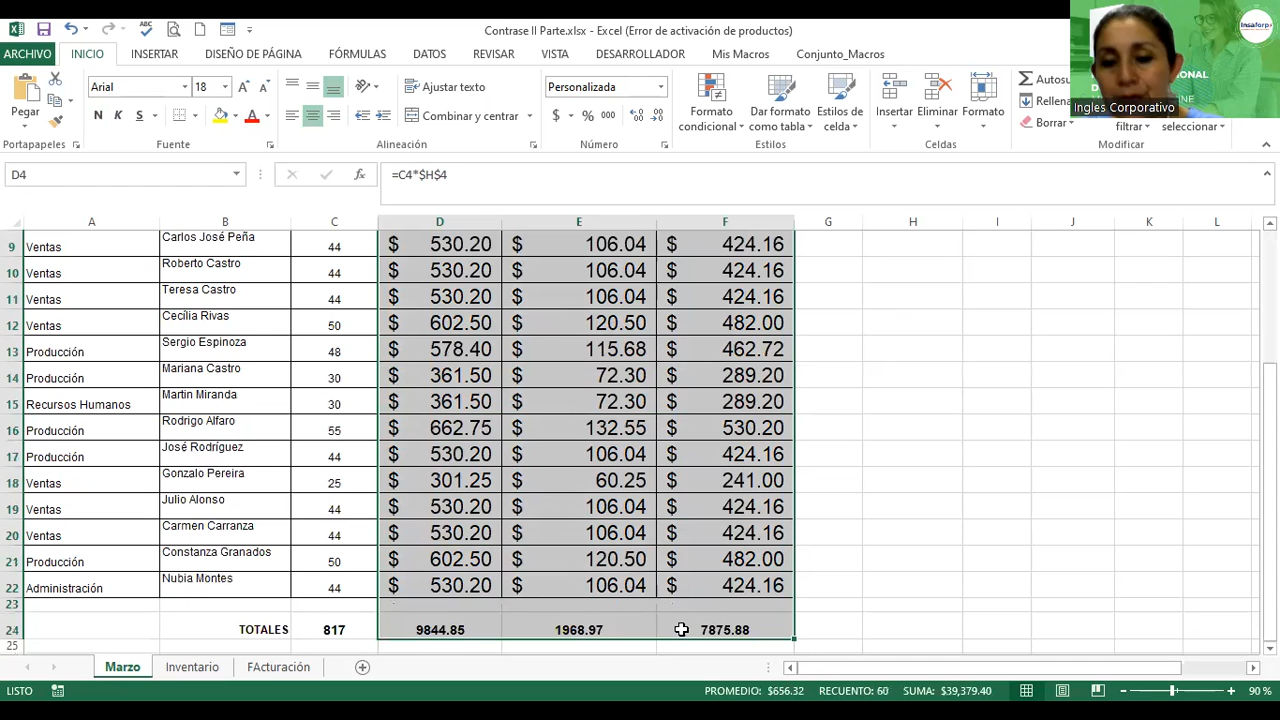 Contrase II Parte.xlsx - Excel (Error de activación de productos)
ARCHIVO INICIO INSERTAR DISEÑO DE PÁGINA FÓRMULAS DATOS REVISAR DESARROLLADOR Mis Macros Conjunto_Macros
Insaforp
Pegar
Arial 18
N K S
Ajustar texto
Combinar y centrar
Personalizada
$ % 000
Formato condicional
Dar formato como tabla
Estilos de celda
Insertar
Eliminar
Formato
Borrar
filtrar
seleccionar
Ingles Corporativo
Portapapeles Fuente Alineación Número Estilos Celdas Modificar
D4 =C4*$H$4
A B C D E F G H I J K L
9 Ventas Carlos José Peña 44 $ 530.20 $ 106.04 $ 424.16
10 Ventas Roberto Castro 44 $ 530.20 $ 106.04 $ 424.16
11 Ventas Teresa Castro 44 $ 530.20 $ 106.04 $ 424.16
12 Ventas Cecília Rivas 50 $ 602.50 $ 120.50 $ 482.00
13 Producción Sergio Espinoza 48 $ 578.40 $ 115.68 $ 462.72
14 Producción Mariana Castro 30 $ 361.50 $ 72.30 $ 289.20
15 Recursos Humanos Martin Miranda 30 $ 361.50 $ 72.30 $ 289.20
16 Producción Rodrigo Alfaro 55 $ 662.75 $ 132.55 $ 530.20
17 Producción José Rodríguez 44 $ 530.20 $ 106.04 $ 424.16
18 Ventas Gonzalo Pereira 25 $ 301.25 $ 60.25 $ 241.00
19 Ventas Julio Alonso 44 $ 530.20 $ 106.04 $ 424.16
20 Ventas Carmen Carranza 44 $ 530.20 $ 106.04 $ 424.16
21 Producción Constanza Granados 50 $ 602.50 $ 120.50 $ 482.00
22 Administración Nubia Montes 44 $ 530.20 $ 106.04 $ 424.16
23
24 TOTALES 817 9844.85 1968.97 7875.88
25
Marzo Inventario FActuración
LISTO PROMEDIO: $656.32 RECUENTO: 60 SUMA: $39,379.40 90 %